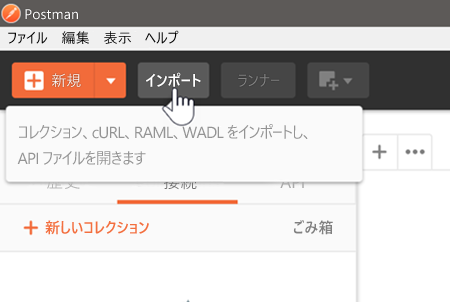 Postman
ファイル 編集 表示 ヘルプ
新規 インポート ランナー
コレクション、cURL、RAML、WADL をインポートし、
API ファイルを開きます
歴史 接続 API
新しいコレクション ごみ箱